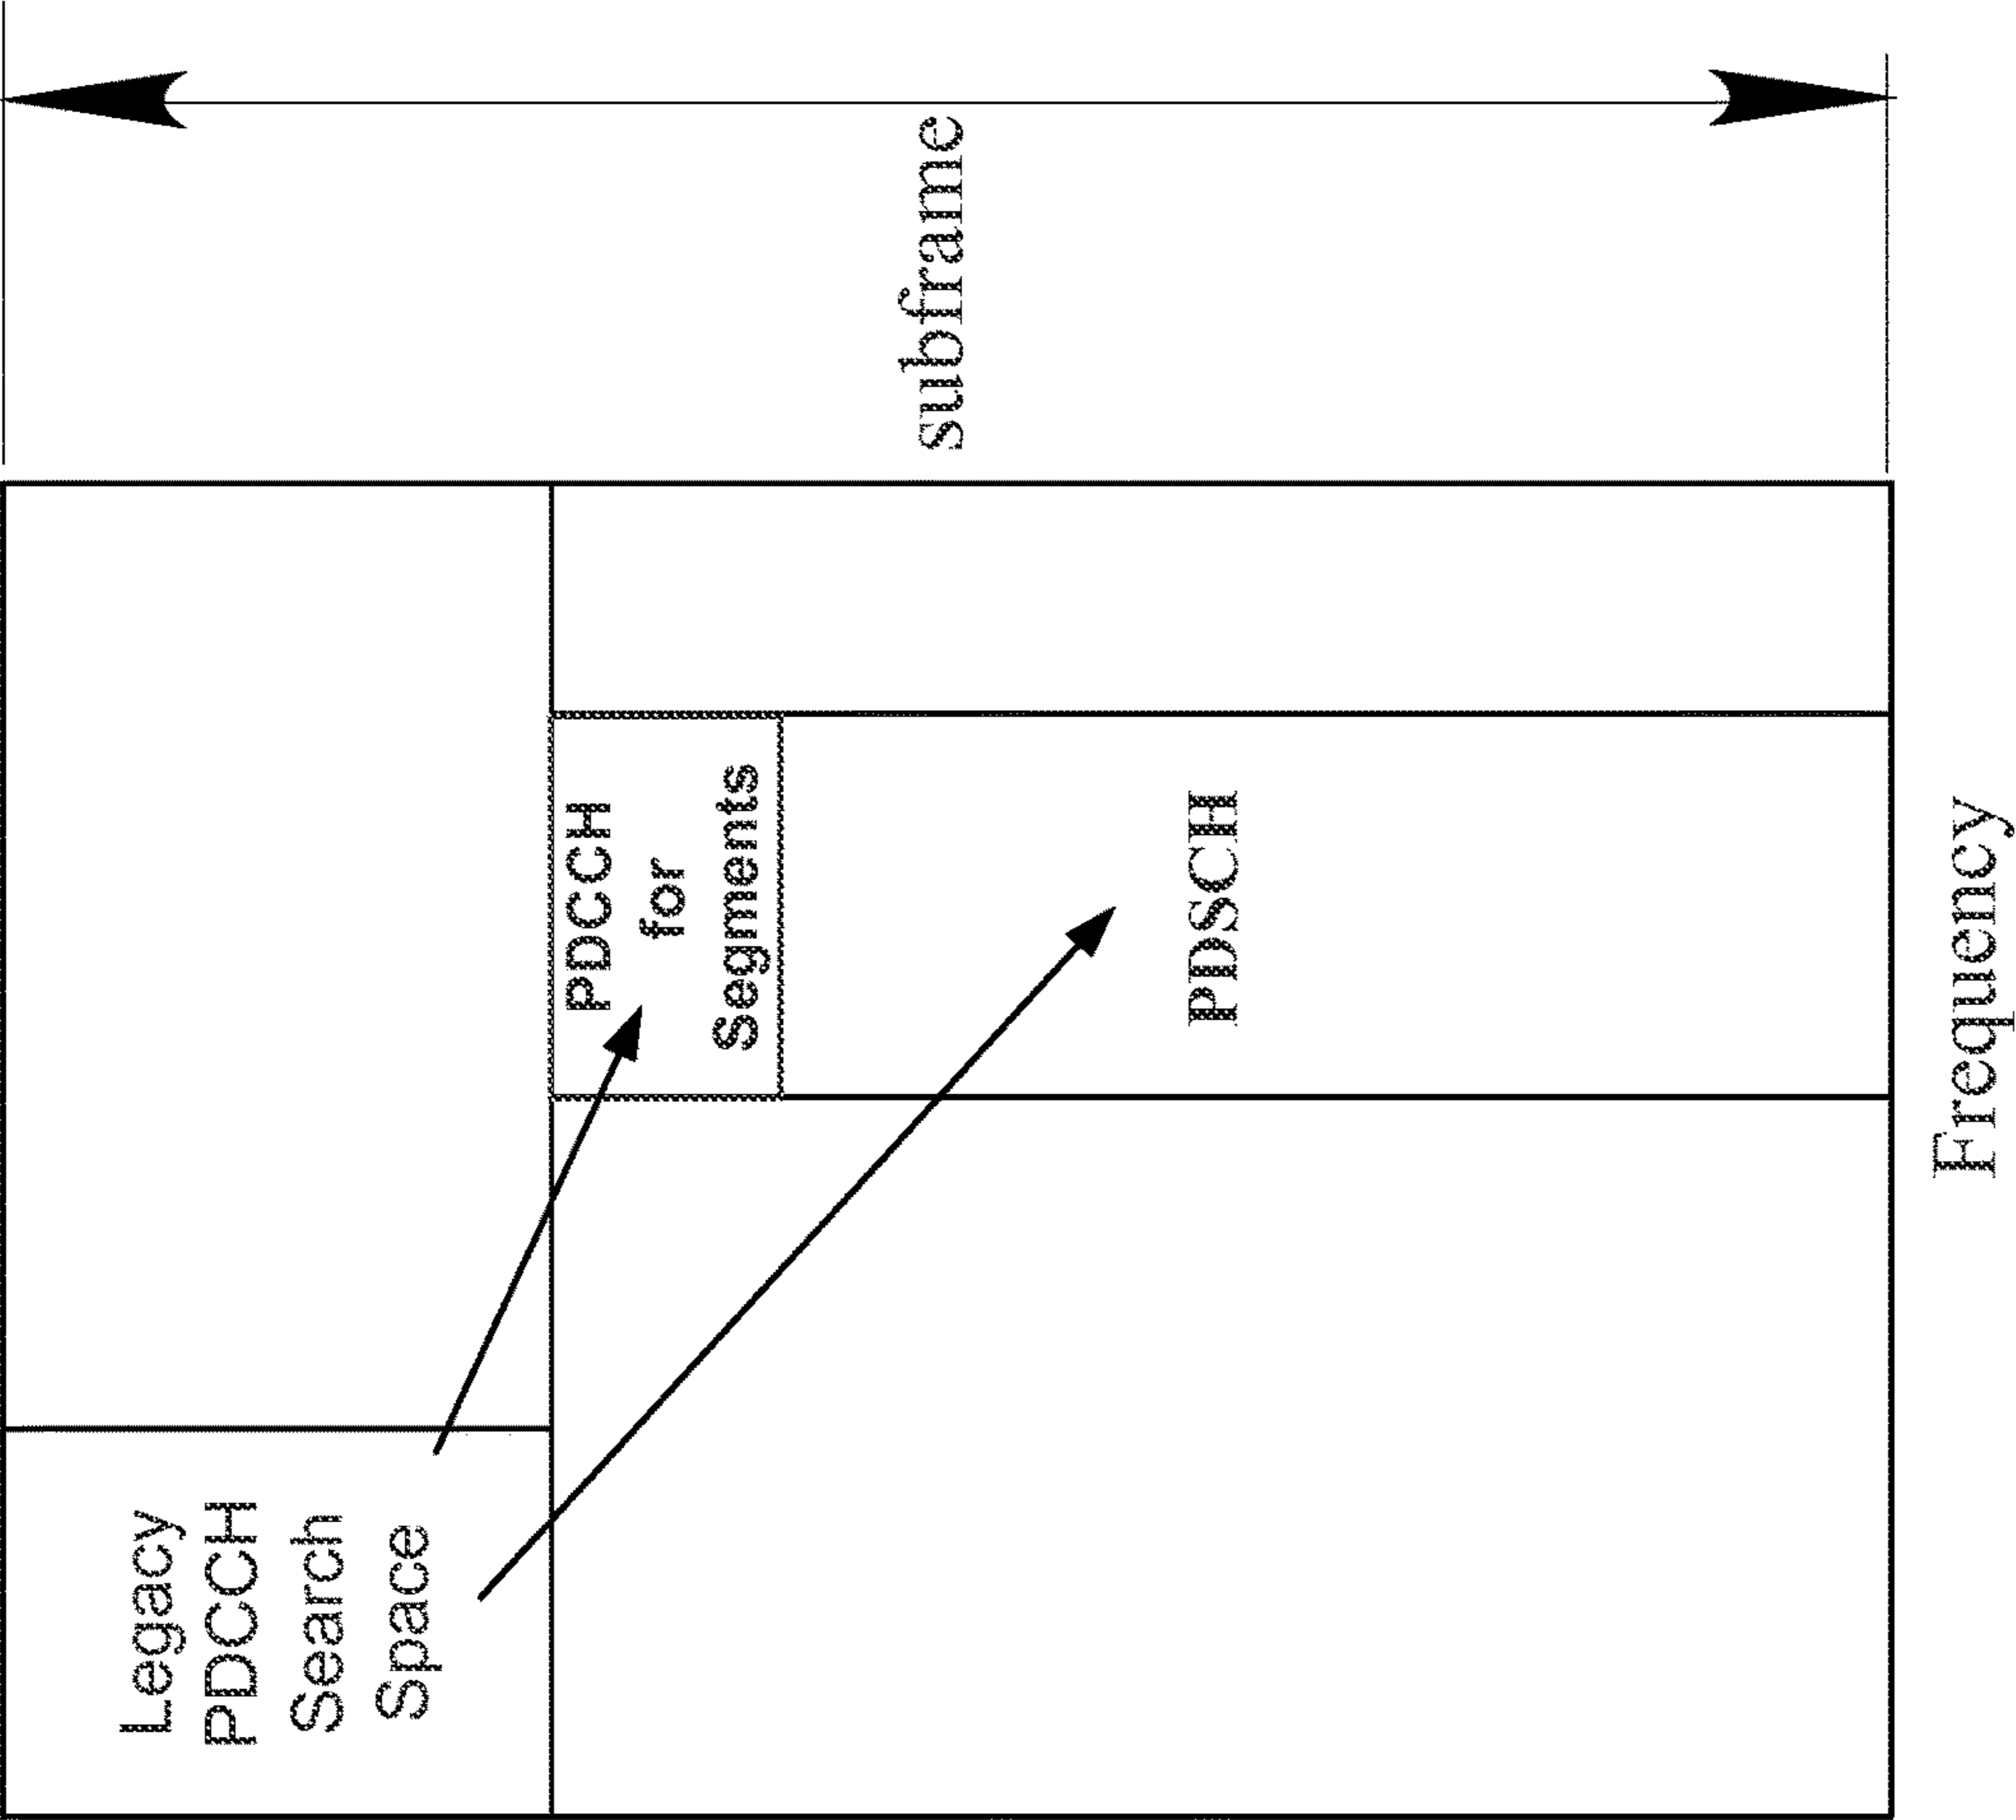 subframe
Legacy
PDCCH
Search
Space
PDCCH
for
Segments
PDSCH
Frequency